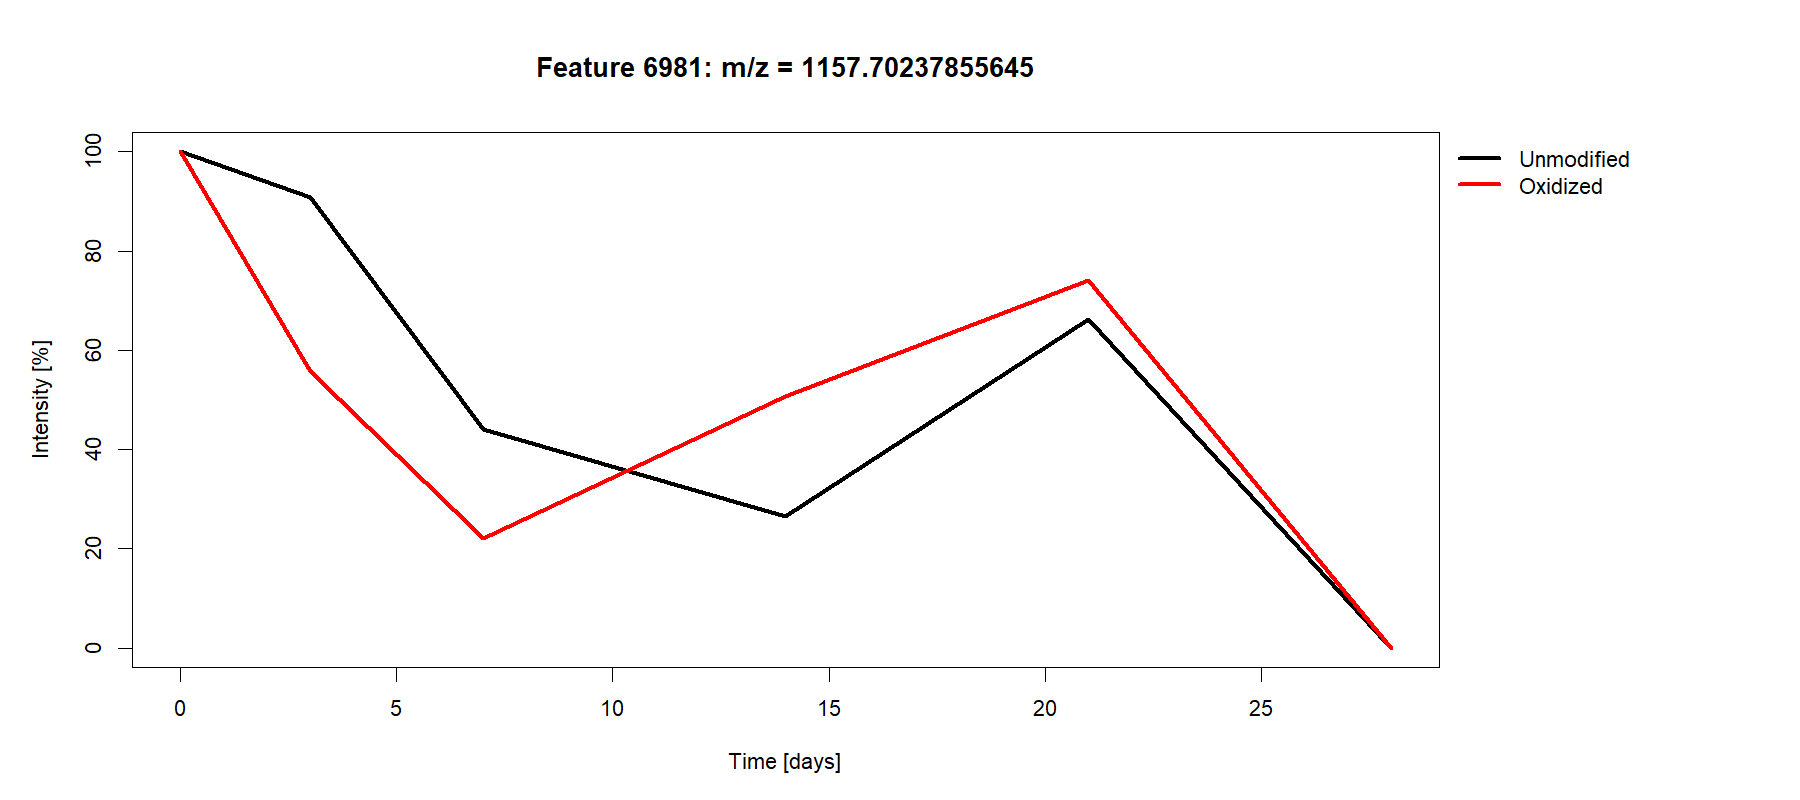 Feature 6981: m/z = 1157.70237855645
Unmodified
Oxidized
Intensity [%]
100
80
60
40
20
0
0 5 10 15 20 25
Time [days]